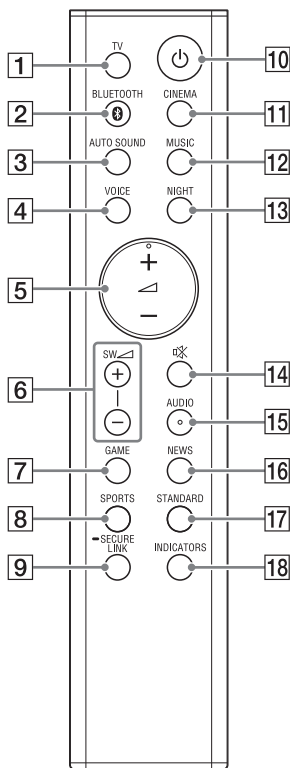 TV
1
10
BLUETOOTH
CINEMA
2
11
AUTO SOUND
MUSIC
3
12
VOICE
NIGHT
4
13
+
5
−
SW
+
14
6
AUDIO
−
15
GAME
NEWS
7
16
SPORTS
STANDARD
8
17
SECURE
LINK
INDICATORS
9
18